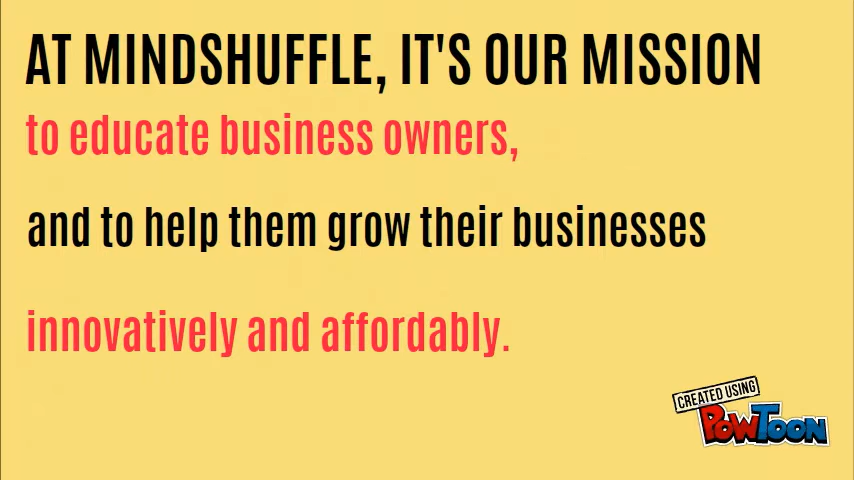 AT MINDSHUFFLE, IT'S OUR MISSION
to educate business owners,
and to help them grow their businesses
innovatively and affordably.
CREATED USING
POWTOON